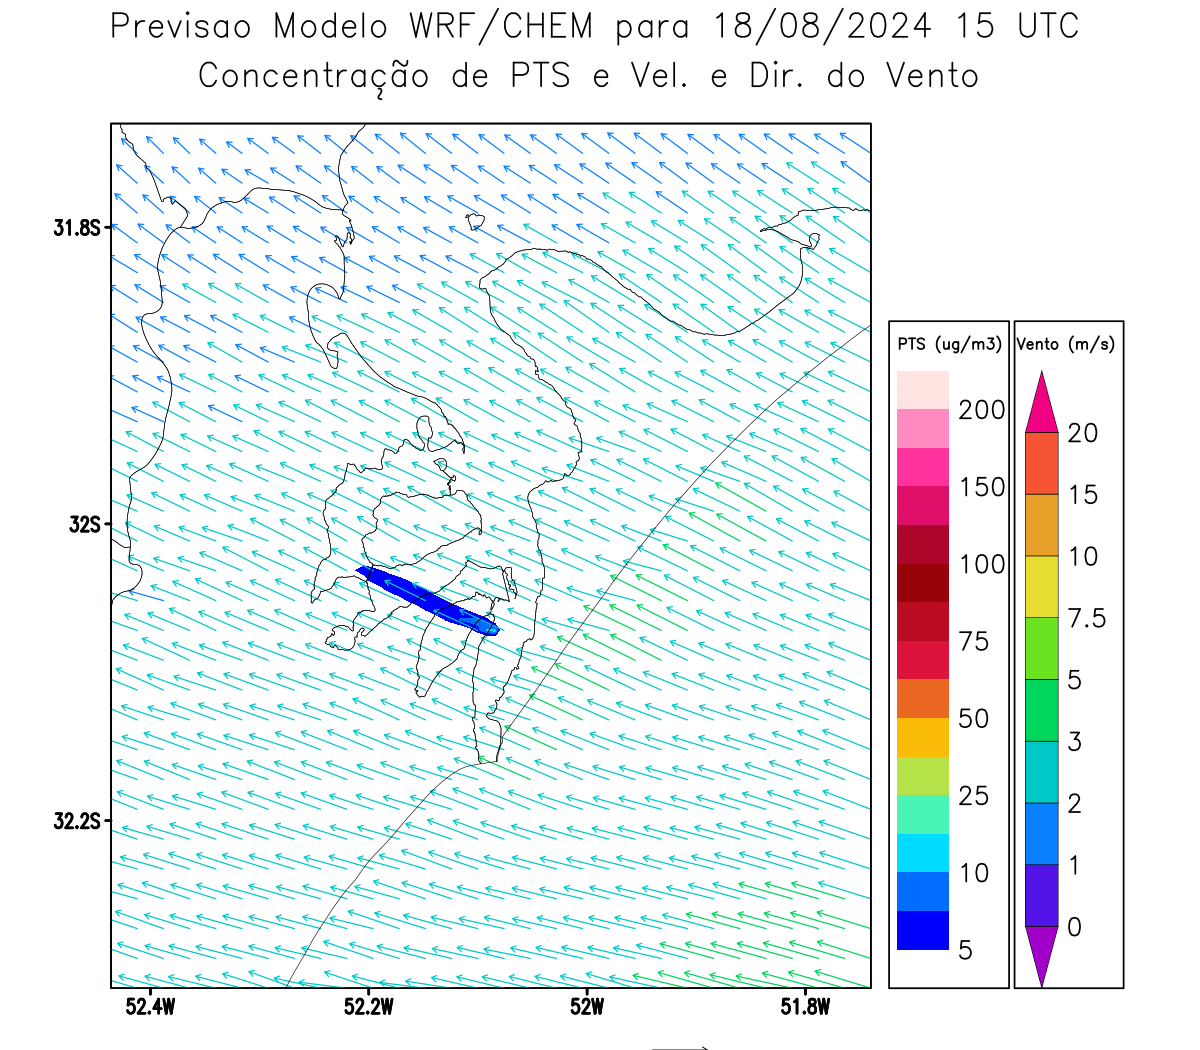 Previsao Modelo WRF/CHEM para 18/08/2024 15 UTC
Concentração de PTS e Vel. e Dir. do Vento
31.8S
32S
32.2S
52.4W 52.2W 52W 51.8W
PTS (ug/m3)
200
150
100
75
50
25
10
5
Vento (m/s)
20
15
10
7.5
5
3
2
1
0